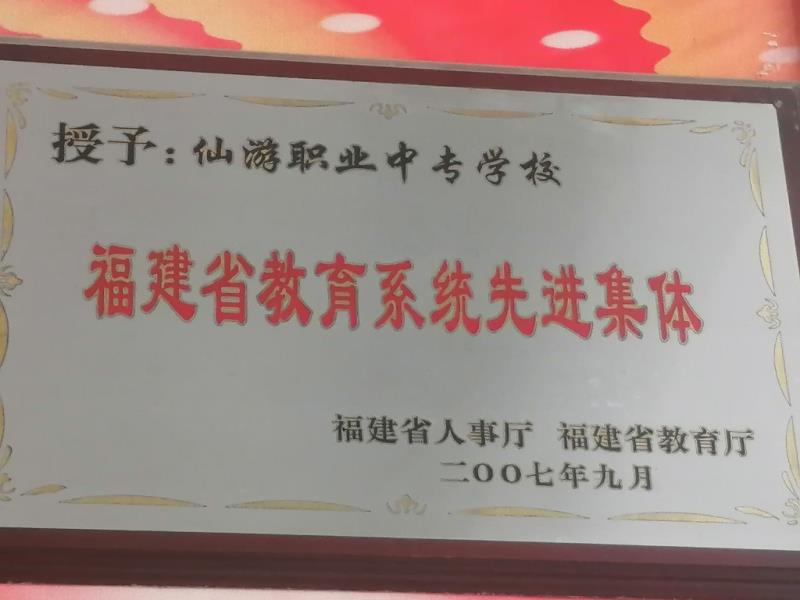 授予：仙游职业中专学校
福建省教育系统先进集体
福建省人事厅 福建省教育厅
二〇〇七年九月